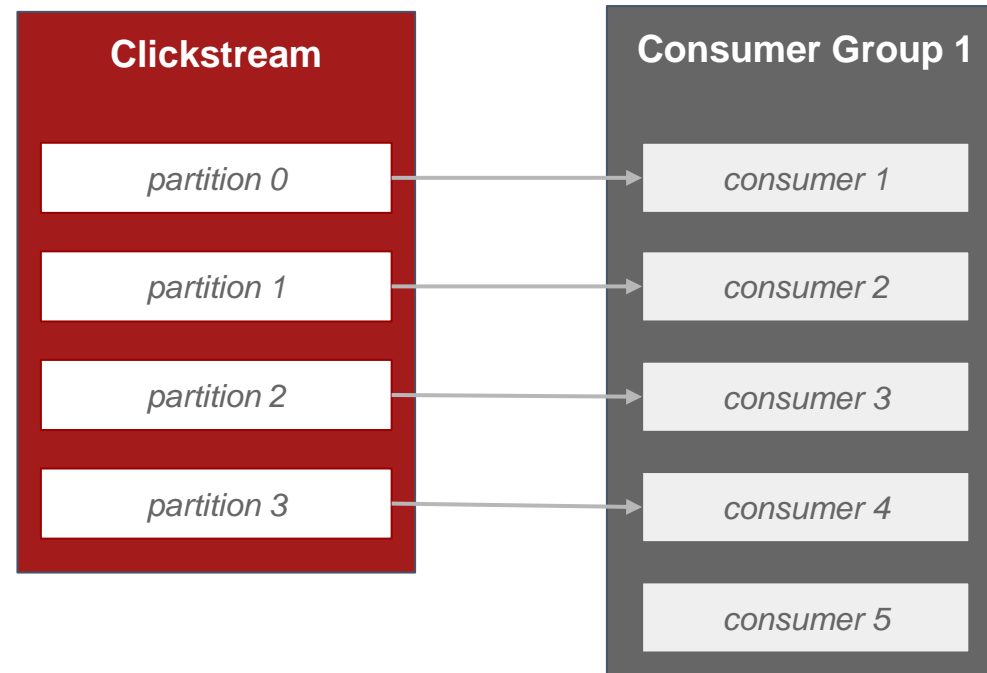 Clickstream
partition 0
partition 1
partition 2
partition 3
Consumer Group 1
consumer 1
consumer 2
consumer 3
consumer 4
consumer 5